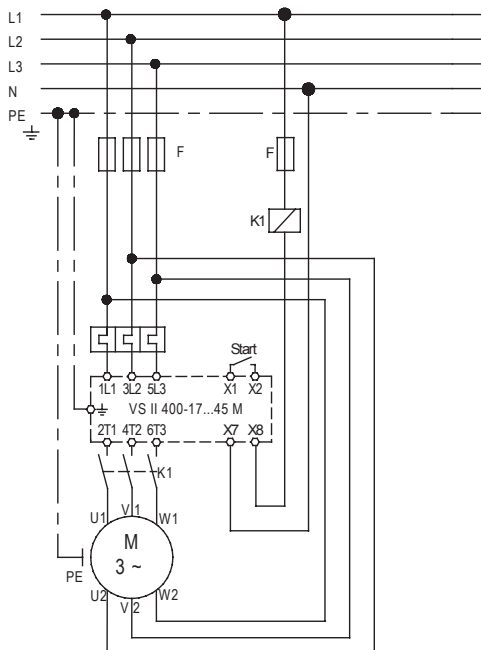 L1
L2
L3
N
PE
F
F
K1
Start
1L1 3L2 5L3 X1 X2
VS II 400-17...45 M
2T1 4T2 6T3 X7 X8
K1
U1 V1 W1
M
3 ~
PE
U2 V2 W2